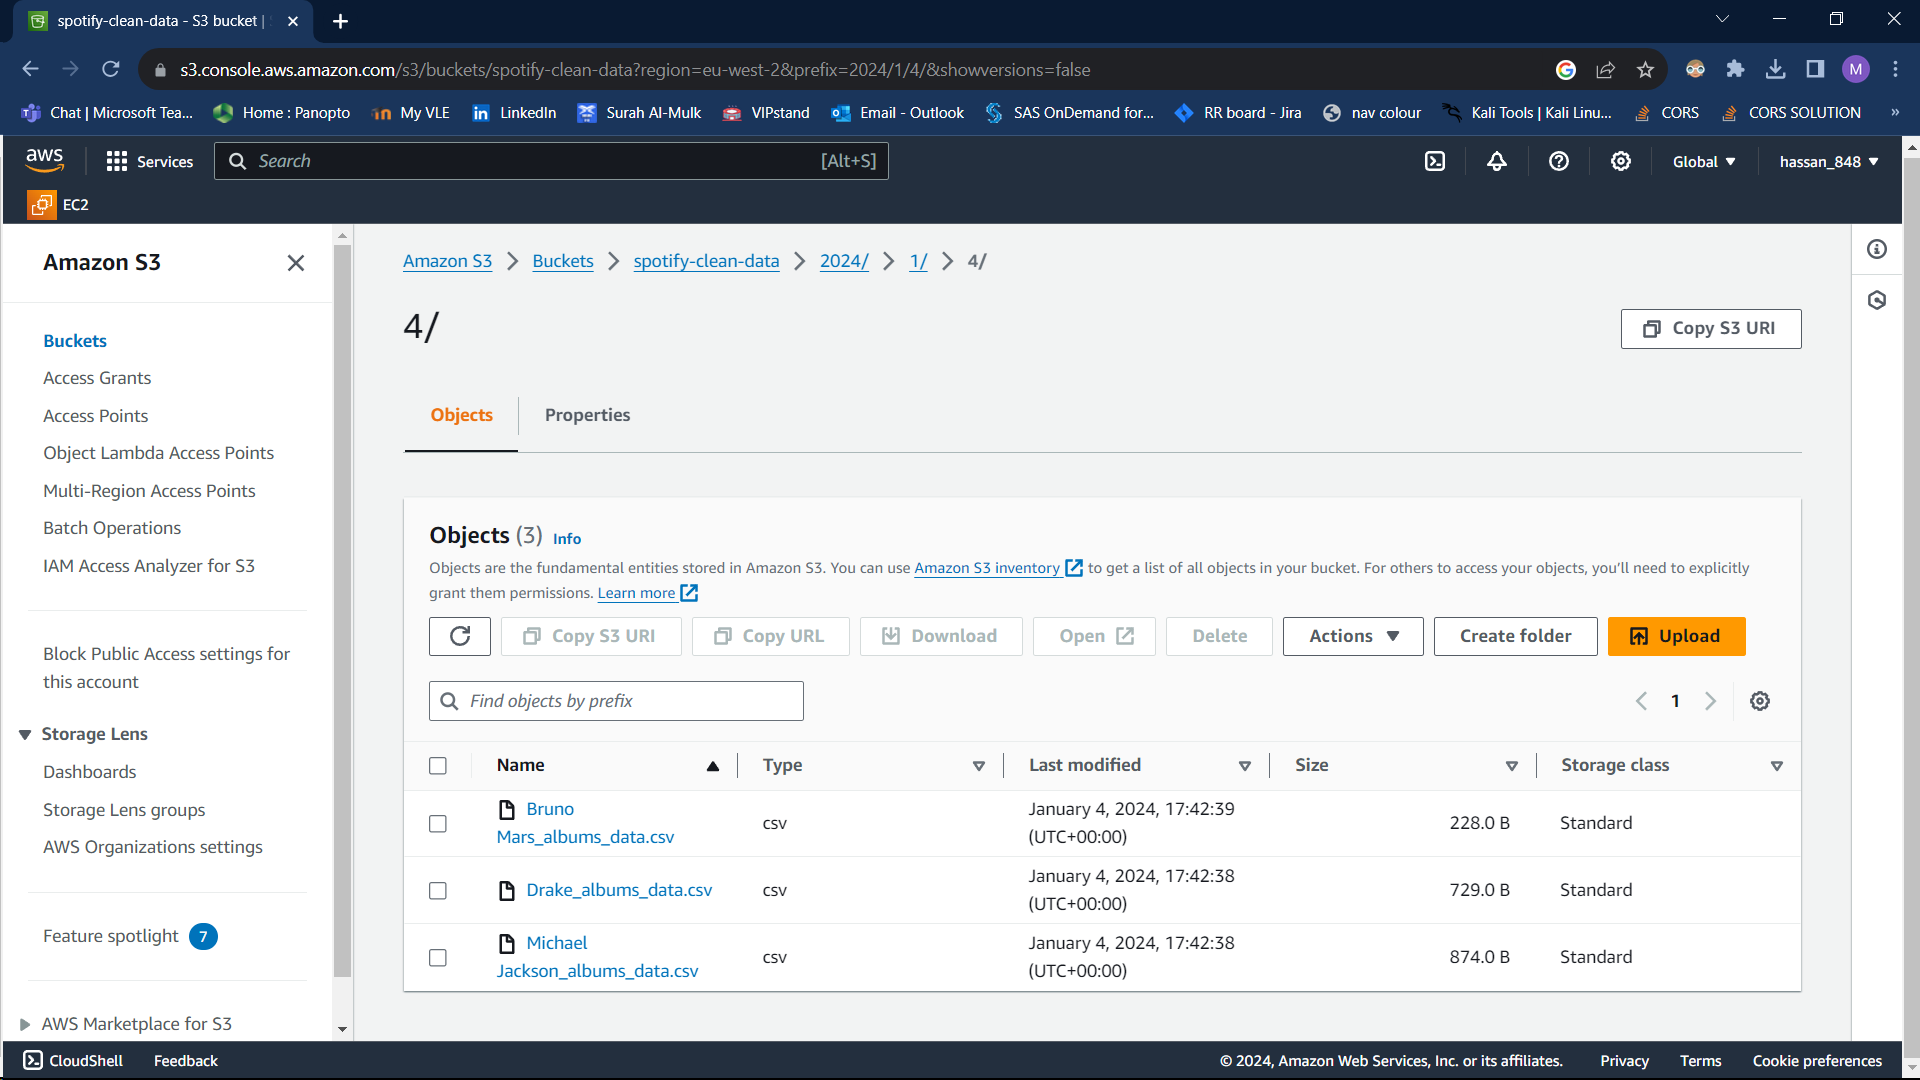 spotify-clean-data - S3 bucket |
s3.console.aws.amazon.com/s3/buckets/spotify-clean-data?region=eu-west-2&prefix=2024/1/4/&showversions=false
M
Chat | Microsoft Tea... Home : Panopto My VLE LinkedIn Surah Al-Mulk VIPstand Email - Outlook SAS OnDemand for... RR board - Jira nav colour Kali Tools | Kali Linu... CORS CORS SOLUTION »
aws Services Search [Alt+S] Global hassan_848
EC2
Amazon S3
Buckets
Access Grants
Access Points
Object Lambda Access Points
Multi-Region Access Points
Batch Operations
IAM Access Analyzer for S3
Block Public Access settings for
this account
Storage Lens
Dashboards
Storage Lens groups
AWS Organizations settings
Feature spotlight 7
AWS Marketplace for S3
Amazon S3 Buckets spotify-clean-data 2024/ 1/ 4/
4/
Copy S3 URI
Objects Properties
Objects (3) Info
Objects are the fundamental entities stored in Amazon S3. You can use Amazon S3 inventory to get a list of all objects in your bucket. For others to access your objects, you'll need to explicitly
grant them permissions. Learn more
Copy S3 URI Copy URL Download Open Delete Actions Create folder Upload
Find objects by prefix
1
Name Type Last modified Size Storage class
Bruno
Mars_albums_data.csv
csv
January 4, 2024, 17:42:39
(UTC+00:00)
228.0 B
Standard
Drake_albums_data.csv
csv
January 4, 2024, 17:42:38
(UTC+00:00)
729.0 B
Standard
Michael
Jackson_albums_data.csv
csv
January 4, 2024, 17:42:38
(UTC+00:00)
874.0 B
Standard
CloudShell Feedback © 2024, Amazon Web Services, Inc. or its affiliates. Privacy Terms Cookie preferences